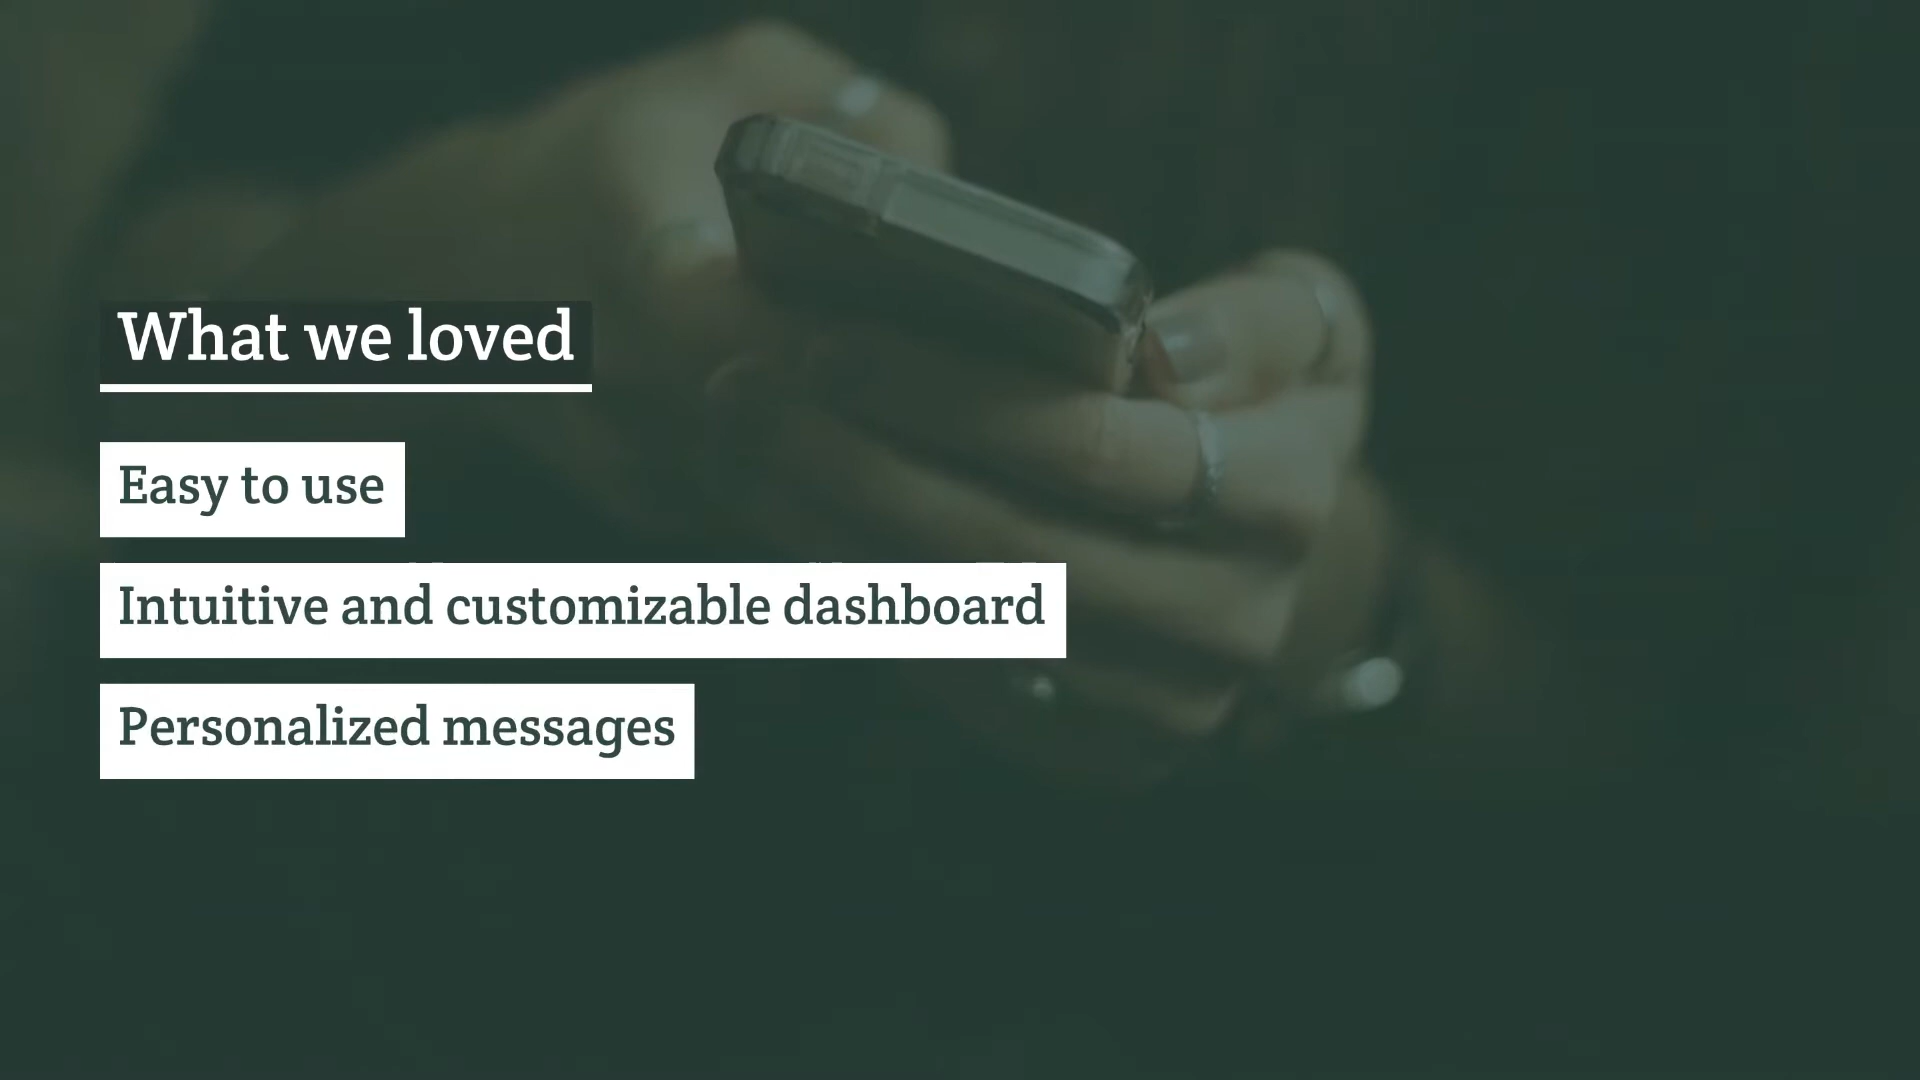 What we loved
Easy to use
Intuitive and customizable dashboard
Personalized messages